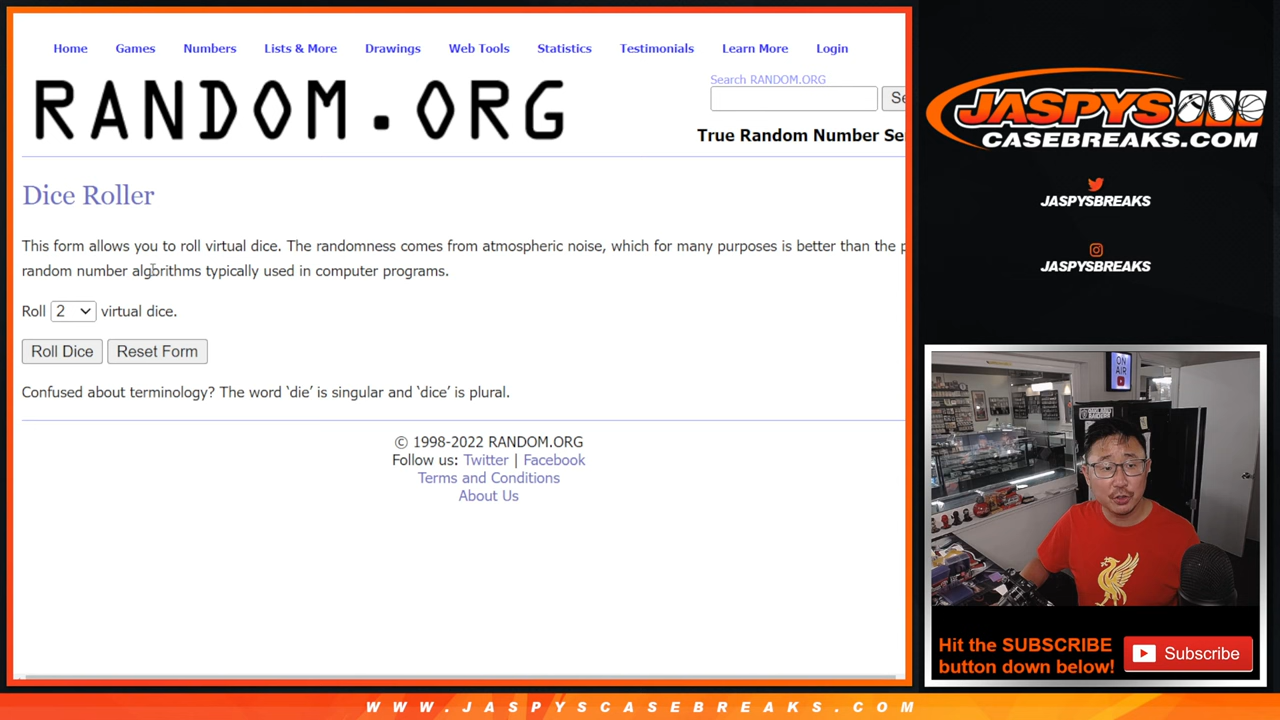 Home Games Numbers Lists & More Drawings Web Tools Statistics Testimonials Learn More Login
RANDOM.ORG
Search RANDOM.ORG
Se
True Random Number Se
Dice Roller
This form allows you to roll virtual dice. The randomness comes from atmospheric noise, which for many purposes is better than the p
random number algorithms typically used in computer programs.
Roll 2 virtual dice.
Roll Dice Reset Form
Confused about terminology? The word ‘die’ is singular and ‘dice’ is plural.
© 1998-2022 RANDOM.ORG
Follow us: Twitter | Facebook
Terms and Conditions
About Us
JASPYS
CASEBREAKS.COM
JASPYSBREAKS
JASPYSBREAKS
ON
AIR
Hit the SUBSCRIBE
button down below!
Subscribe
WWW.JASPYSCASEBREAKS.COM